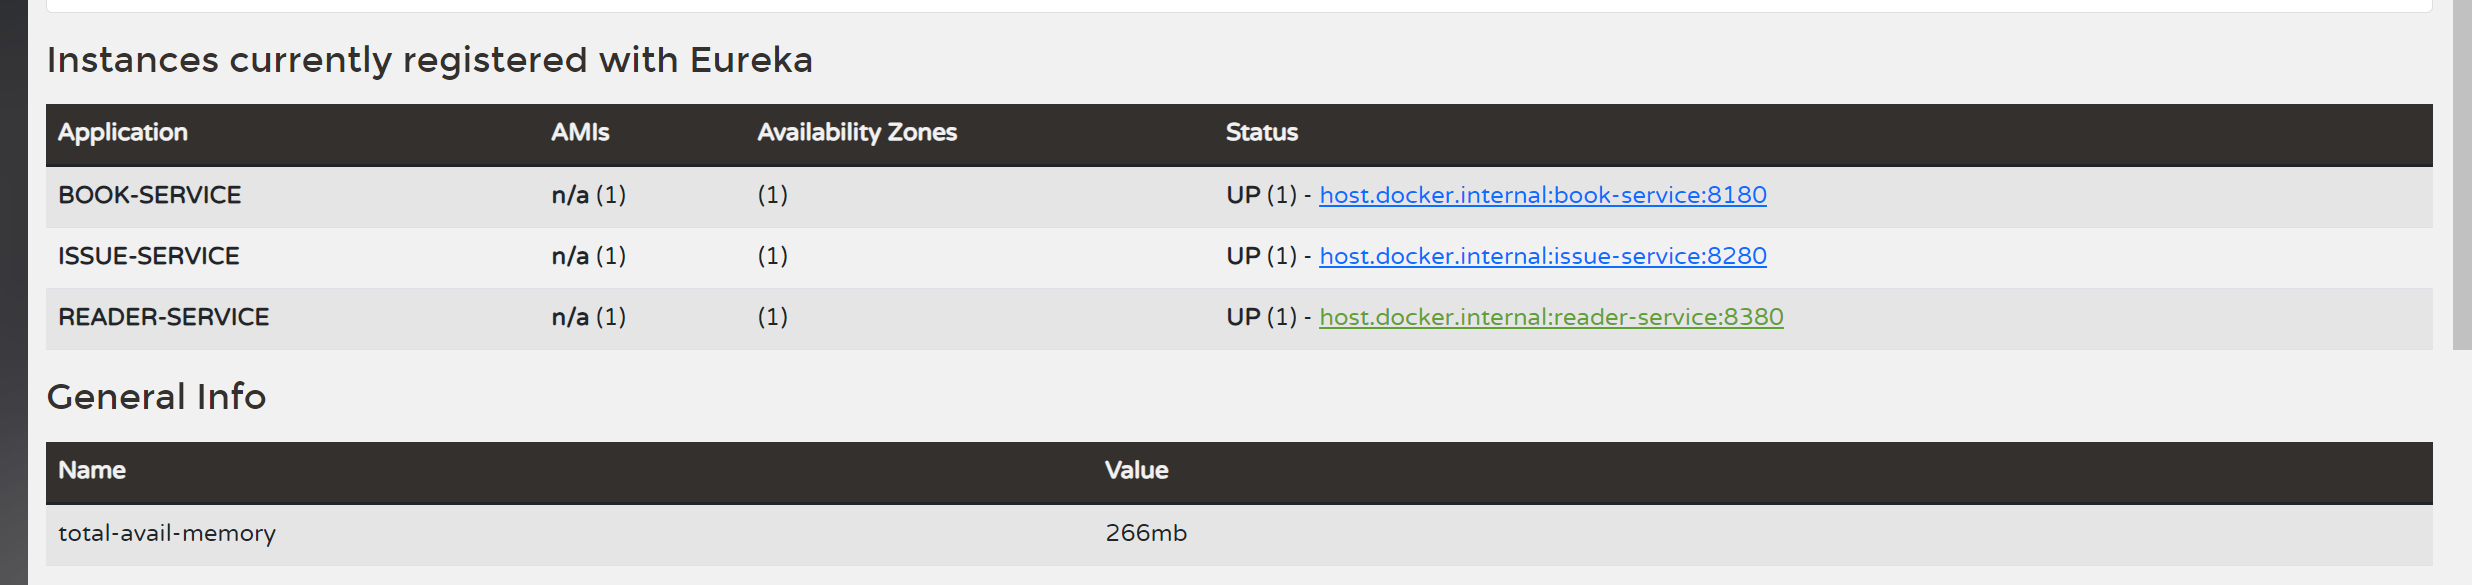 Instances currently registered with Eureka
Application AMIs Availability Zones Status
BOOK-SERVICE n/a (1) (1) UP (1) - host.docker.internal:book-service:8180
ISSUE-SERVICE n/a (1) (1) UP (1) - host.docker.internal:issue-service:8280
READER-SERVICE n/a (1) (1) UP (1) - host.docker.internal:reader-service:8380
General Info
Name Value
total-avail-memory 266mb